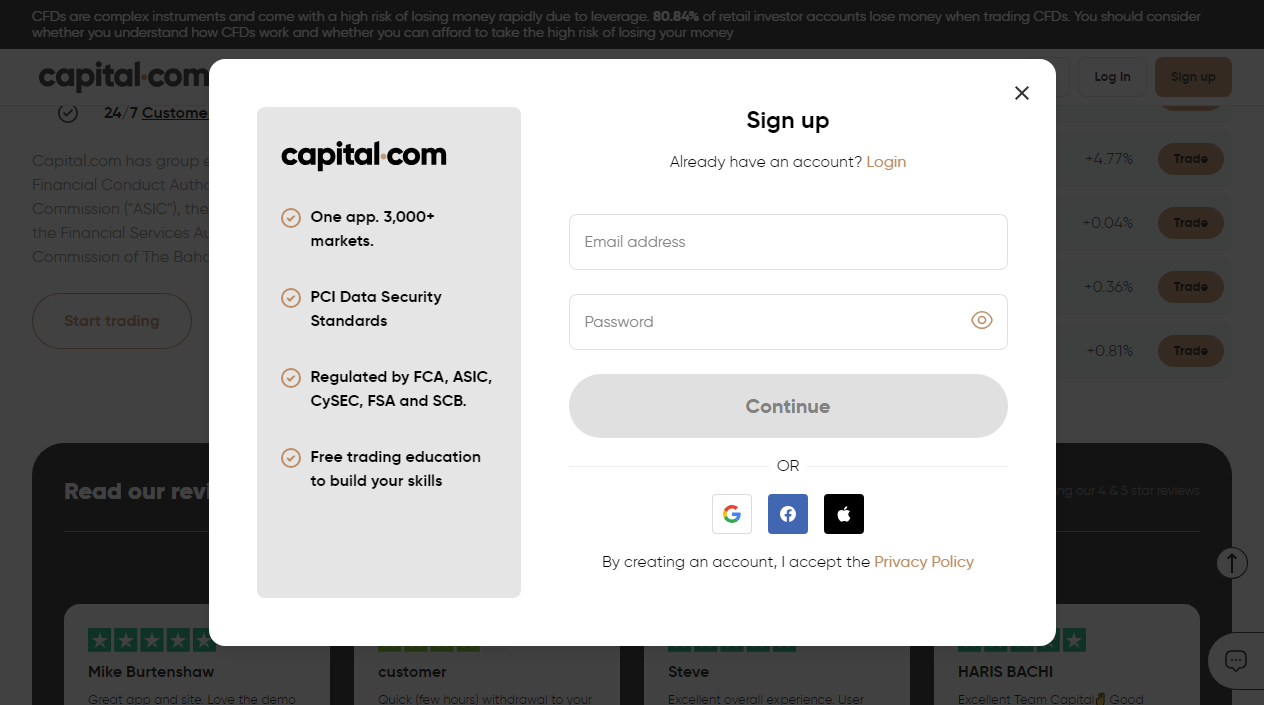 CFDs are complex instruments and come with a high risk of losing money rapidly due to leverage. 80.84% of retail investor accounts lose money when trading CFDs. You should consider
whether you understand how CFDs work and whether you can afford to take the high risk of losing your money
capital.com
Log In
Sign up
24/7 Custome
Capital.com has group e
Financial Conduct Autho
Commission ("ASIC"), the
the Financial Services Au
Commission of The Baha
Start trading
+4.77% Trade
+0.04% Trade
+0.36% Trade
+0.81% Trade
capital.com
One app. 3,000+
markets.
PCI Data Security
Standards
Regulated by FCA, ASIC,
CySEC, FSA and SCB.
Free trading education
to build your skills
Sign up
Already have an account? Login
Email address
Password
Continue
OR
By creating an account, I accept the Privacy Policy
Read our revi
ng our 4 & 5 star reviews
Mike Burtenshaw
Great app and site. Love the demo
customer
Quick (few hours) withdrawal to your
Steve
Excellent overall experience. User
HARIS BACHI
Excellent Team Capital✌ Good